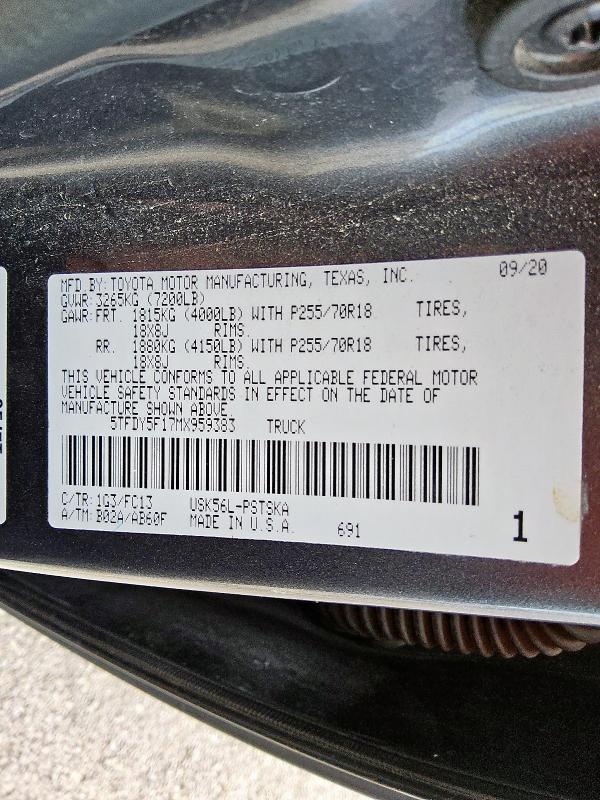 MFD. BY: TOYOTA MOTOR MANUFACTURING, TEXAS, INC. 09/20
GVWR: 3265KG (7200LB)
GAWR: FRT. 1815KG (4000LB) WITH P255/70R18 TIRES,
18X8J RIMS.
RR. 1880KG (4150LB) WITH P255/70R18 TIRES,
18X8J RIMS.
THIS VEHICLE CONFORMS TO ALL APPLICABLE FEDERAL MOTOR
VEHICLE SAFETY STANDARDS IN EFFECT ON THE DATE OF
MANUFACTURE SHOWN ABOVE.
5TFDY5F17MX959383 TRUCK
C/TR: 1G3/FC13 USK56L-PSTSKA
A/TM: B02A/AB60F MADE IN U.S.A. 691 1